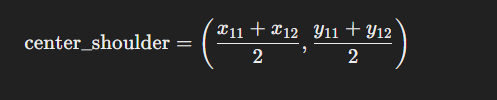 center_shoulder = ( (x₁₁ + x₁₂)/2 , (y₁₁ + y₁₂)/2 )